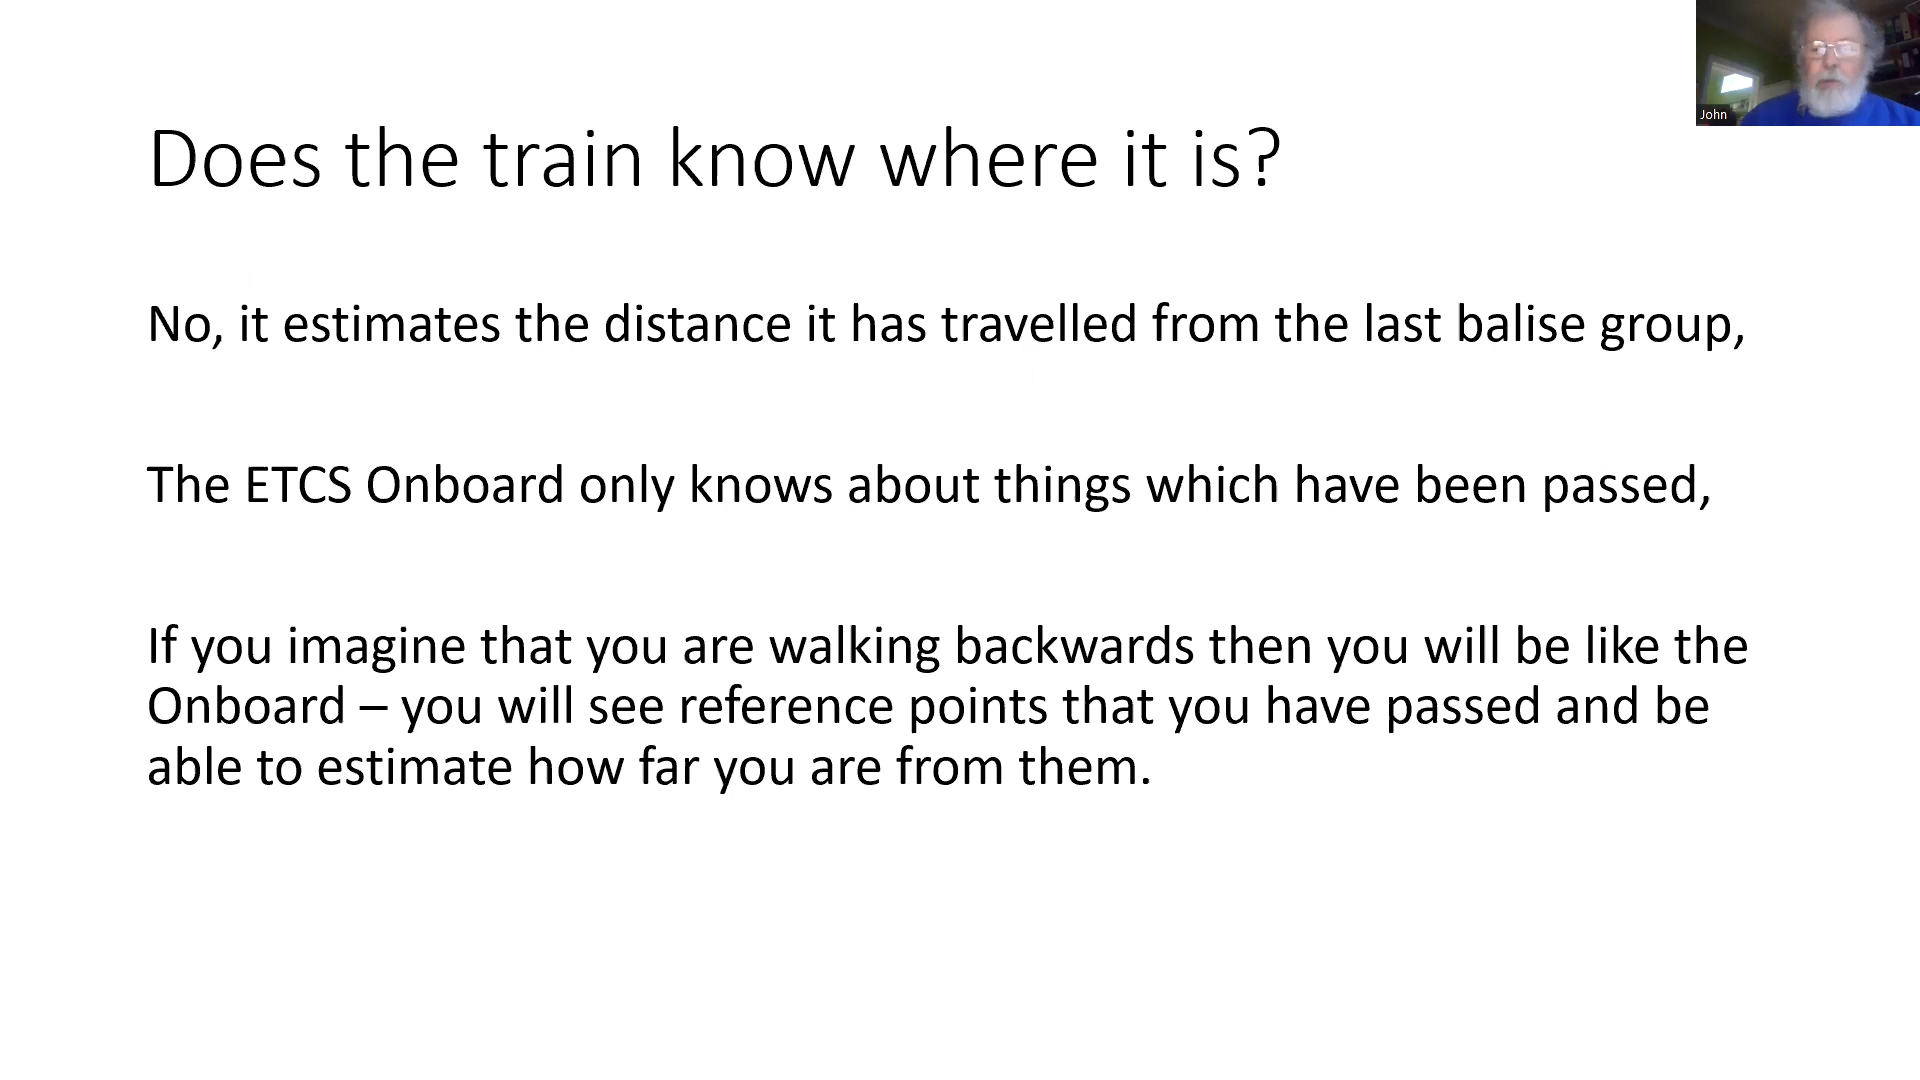 John
Does the train know where it is?
No, it estimates the distance it has travelled from the last balise group,
The ETCS Onboard only knows about things which have been passed,
If you imagine that you are walking backwards then you will be like the
Onboard – you will see reference points that you have passed and be
able to estimate how far you are from them.